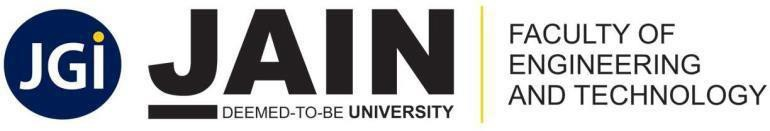 JGi
JAIN
DEEMED-TO-BE UNIVERSITY
FACULTY OF
ENGINEERING
AND TECHNOLOGY